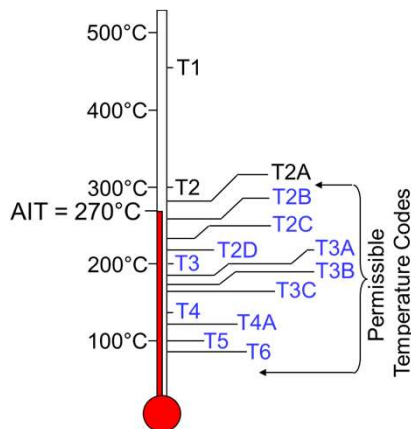 500°C
T1
400°C
T2A
300°C
T2
T2B
AIT = 270°C
T2C
T2D
T3A
200°C
T3
T3B
T3C
T4
T4A
100°C
T5
T6
Permissible
Temperature Codes